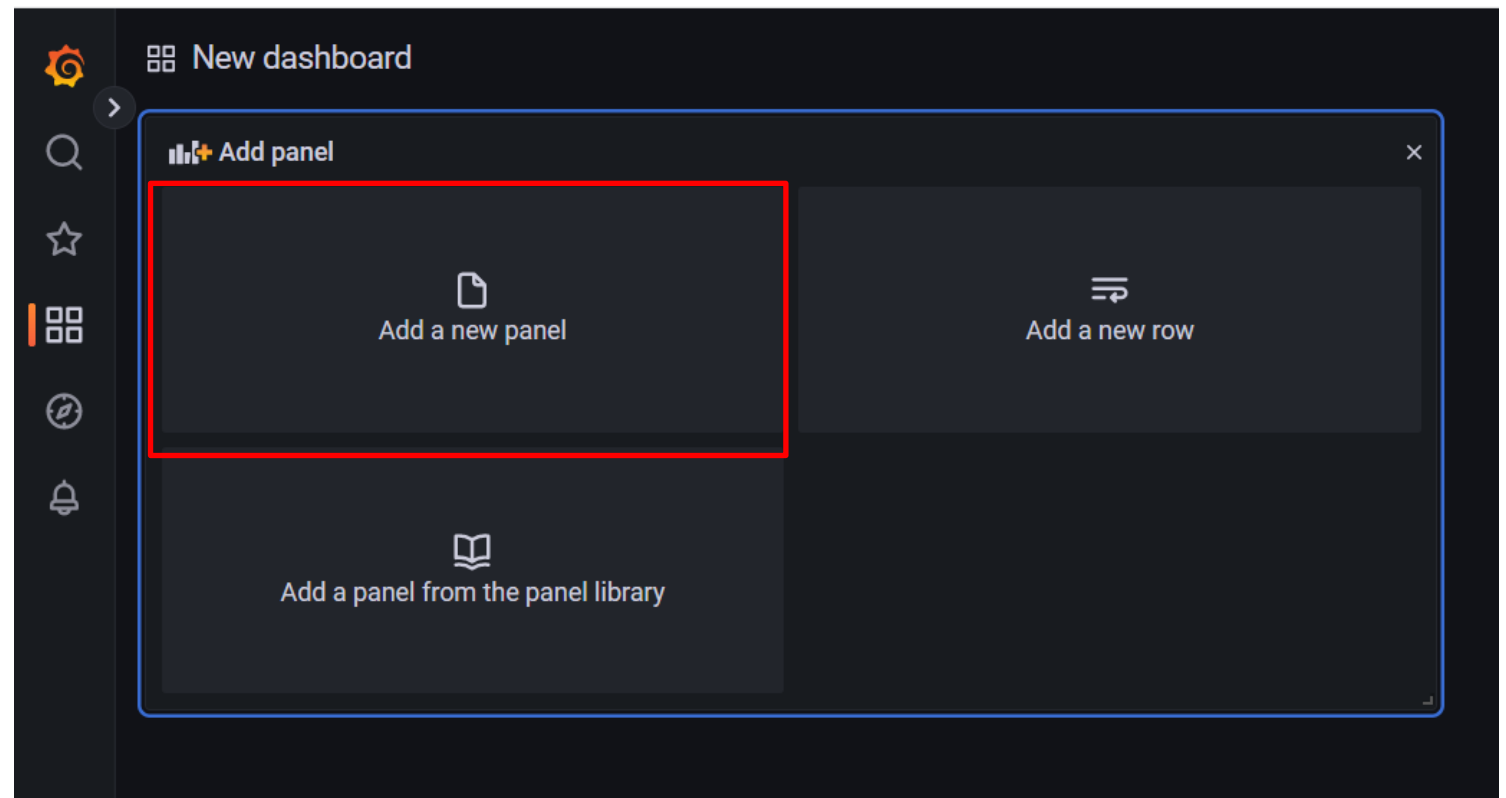 New dashboard
Add panel
Add a new panel
Add a new row
Add a panel from the panel library